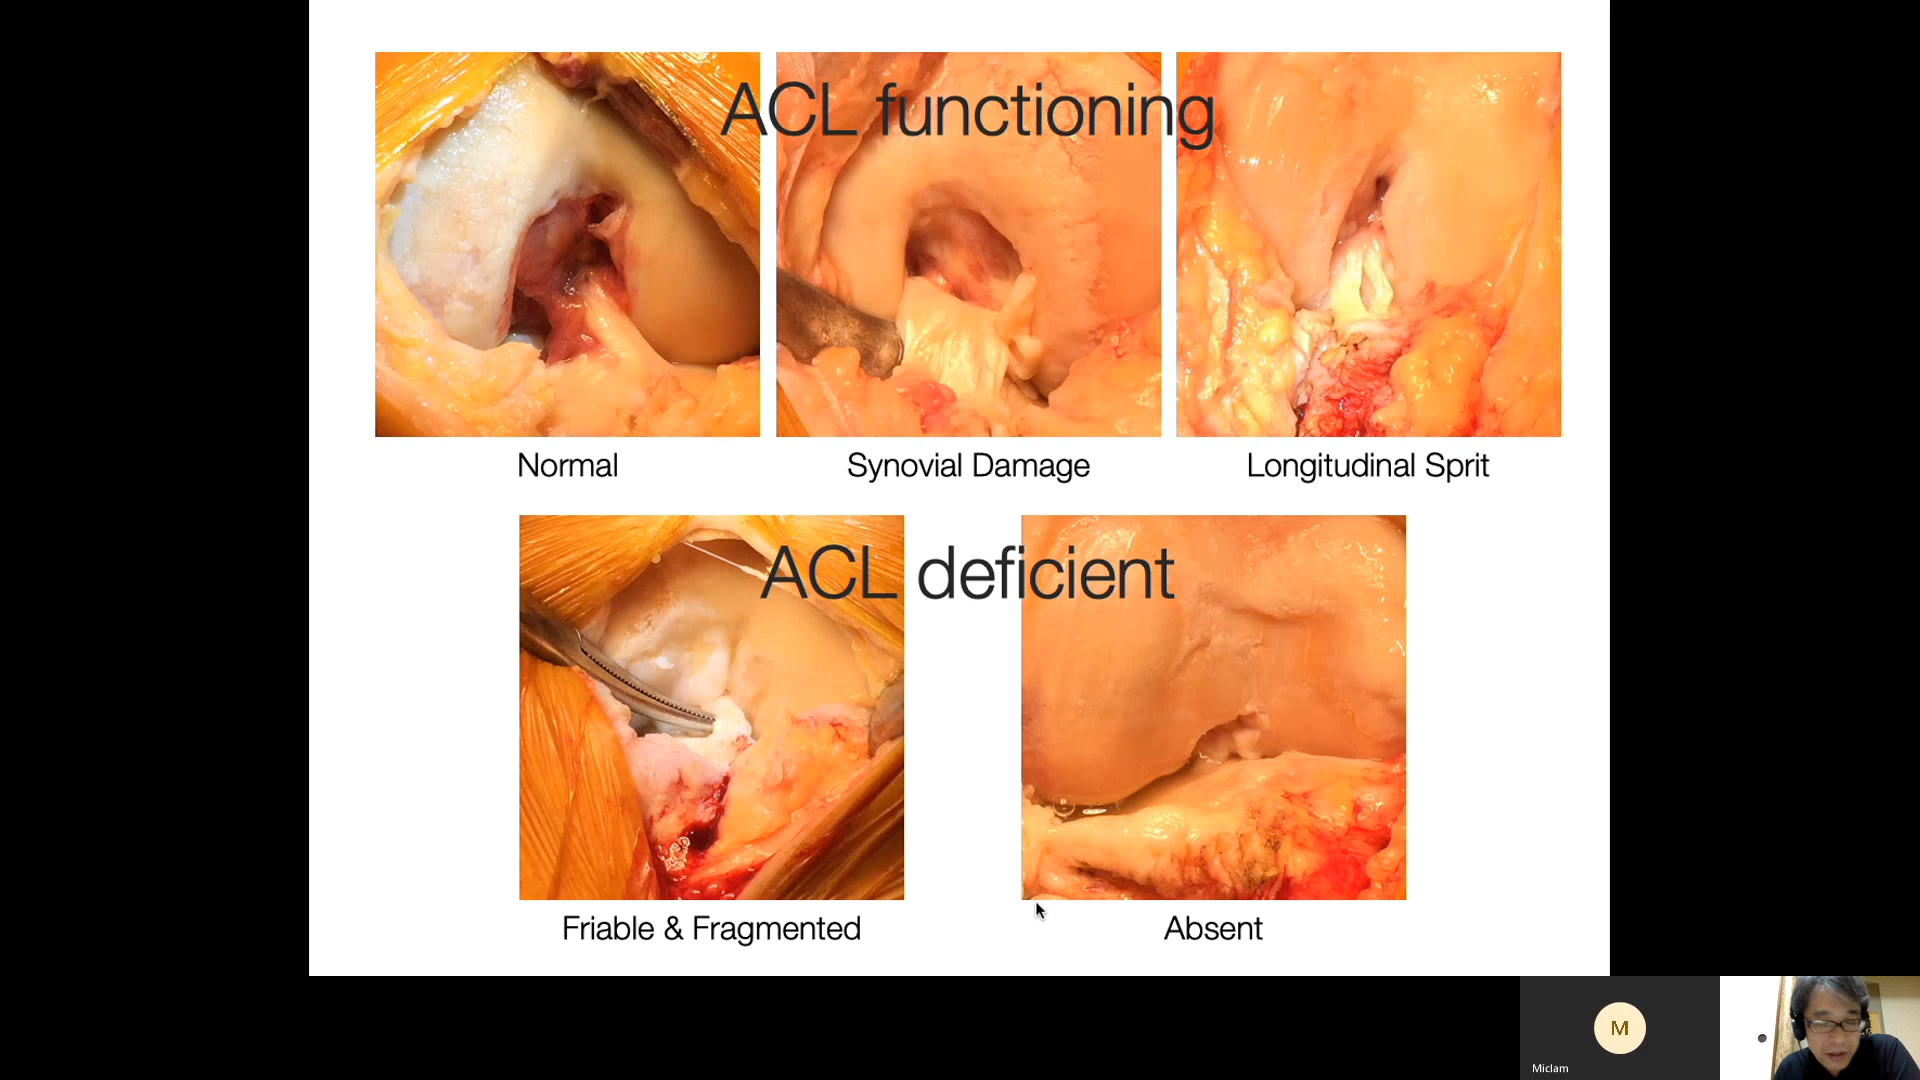 ACL functioning
Normal
Synovial Damage
Longitudinal Sprit
ACL deficient
Friable & Fragmented
Absent
M
Miclam